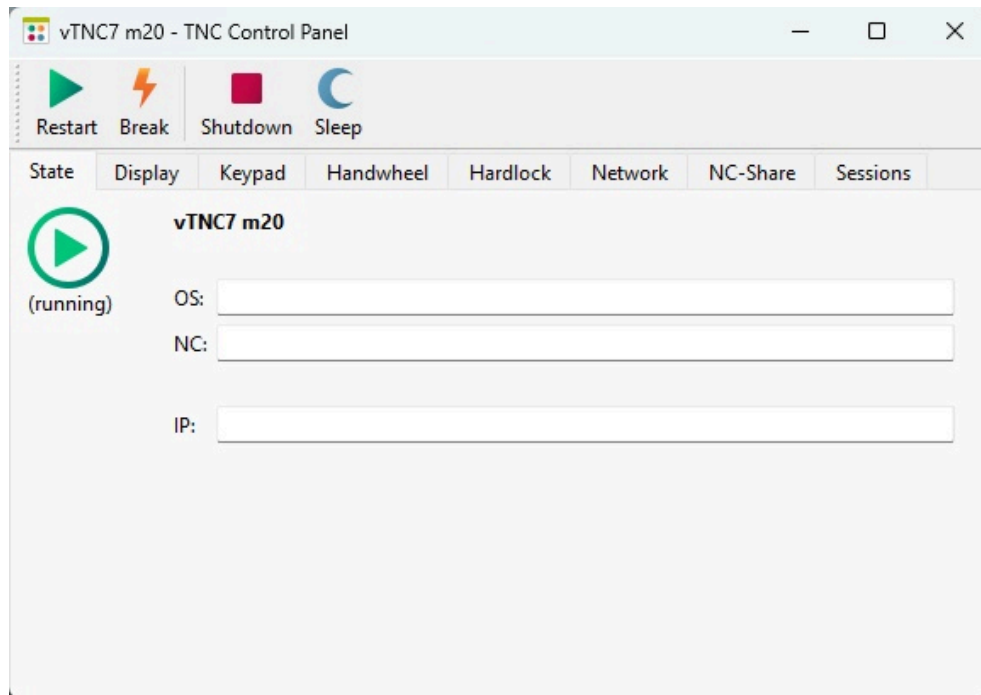 vTNC7 m20 - TNC Control Panel
Restart Break Shutdown Sleep
State Display Keypad Handwheel Hardlock Network NC-Share Sessions
vTNC7 m20
(running)
OS:
NC:
IP: